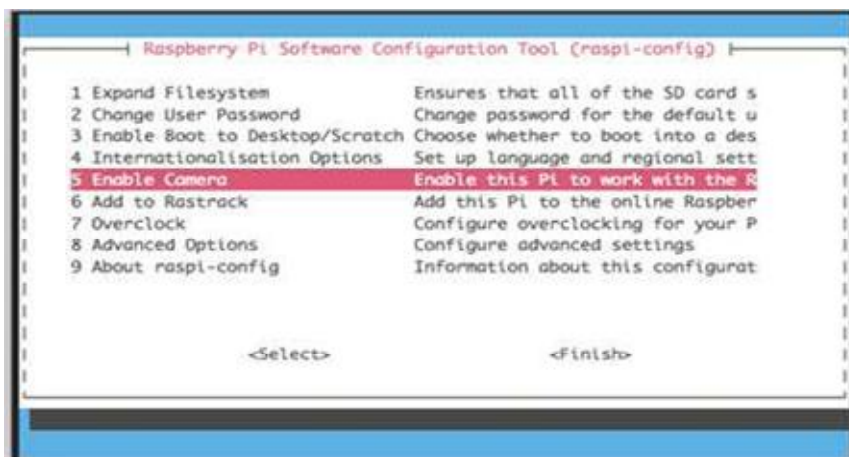 Raspberry Pi Software Configuration Tool (raspi-config)
1 Expand Filesystem Ensures that all of the SD card s
2 Change User Password Change password for the default u
3 Enable Boot to Desktop/Scratch Choose whether to boot into a des
4 Internationalisation Options Set up language and regional sett
5 Enable Camera Enable this Pi to work with the R
6 Add to Rastrack Add this Pi to the online Raspber
7 Overclock Configure overclocking for your P
8 Advanced Options Configure advanced settings
9 About raspi-config Information about this configurat
<Select> <Finish>